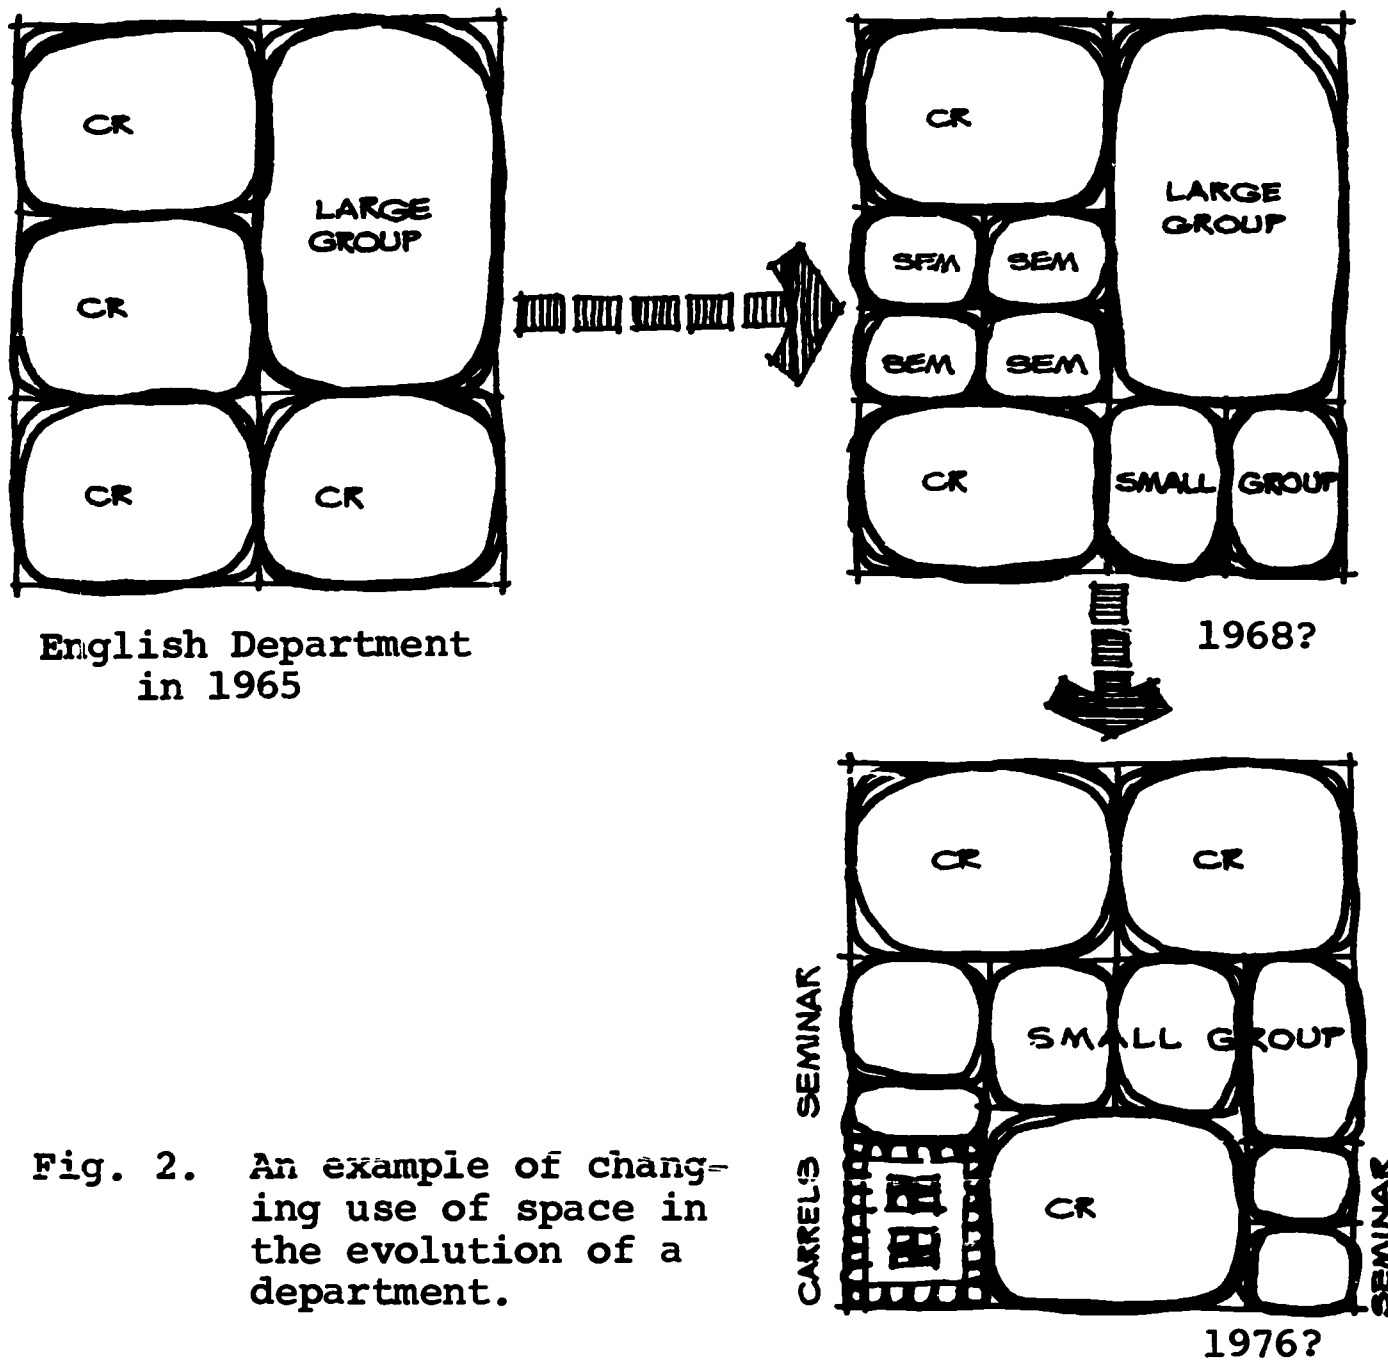 CR
LARGE
GROUP
CR
CR
CR
English Department
in 1965
CR
LARGE
GROUP
SEM
SEM
SEM
SEM
CR
SMALL
GROUP
1968?
CR
CR
SEMINAR
SMALL GROUP
CARRELS
CR
SEMINAR
1976?
Fig. 2. An example of chang-
ing use of space in
the evolution of a
department.